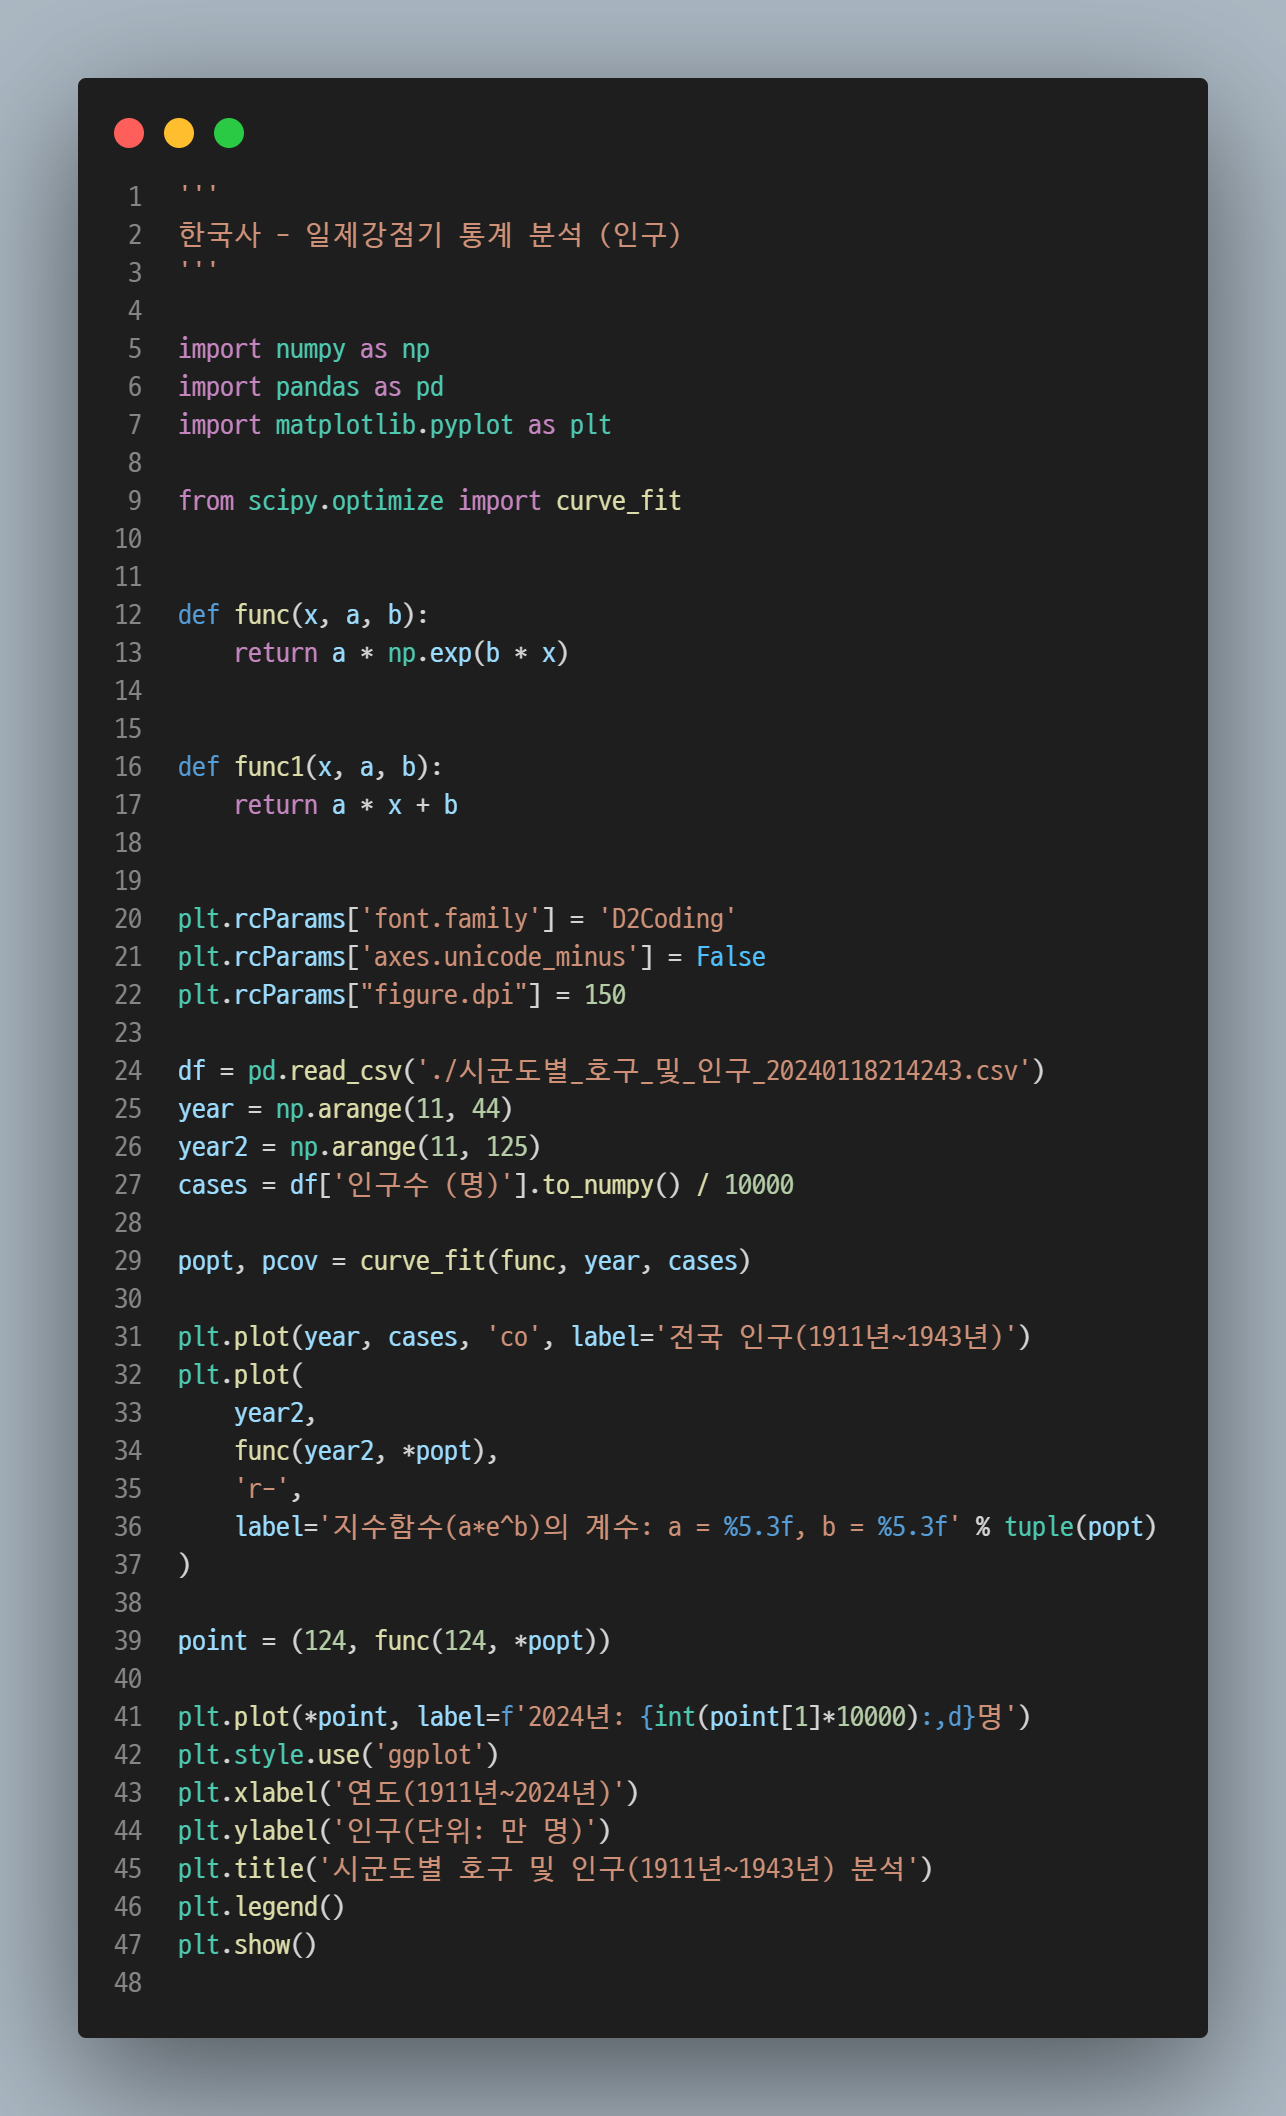 1 '''
2 한국사 - 일제강점기 통계 분석 (인구)
3 '''
4
5 import numpy as np
6 import pandas as pd
7 import matplotlib.pyplot as plt
8
9 from scipy.optimize import curve_fit
10
11
12 def func(x, a, b):
13     return a * np.exp(b * x)
14
15
16 def func1(x, a, b):
17     return a * x + b
18
19
20 plt.rcParams['font.family'] = 'D2Coding'
21 plt.rcParams['axes.unicode_minus'] = False
22 plt.rcParams["figure.dpi"] = 150
23
24 df = pd.read_csv('./시군도별_호구_및_인구_20240118214243.csv')
25 year = np.arange(11, 44)
26 year2 = np.arange(11, 125)
27 cases = df['인구수 (명)'].to_numpy() / 10000
28
29 popt, pcov = curve_fit(func, year, cases)
30
31 plt.plot(year, cases, 'co', label='전국 인구(1911년~1943년)')
32 plt.plot(
33     year2,
34     func(year2, *popt),
35     'r-',
36     label='지수함수(a*e^b)의 계수: a = %5.3f, b = %5.3f' % tuple(popt)
37 )
38
39 point = (124, func(124, *popt))
40
41 plt.plot(*point, label=f'2024년: {int(point[1]*10000):,d}명')
42 plt.style.use('ggplot')
43 plt.xlabel('연도(1911년~2024년)')
44 plt.ylabel('인구(단위: 만 명)')
45 plt.title('시군도별 호구 및 인구(1911년~1943년) 분석')
46 plt.legend()
47 plt.show()
48